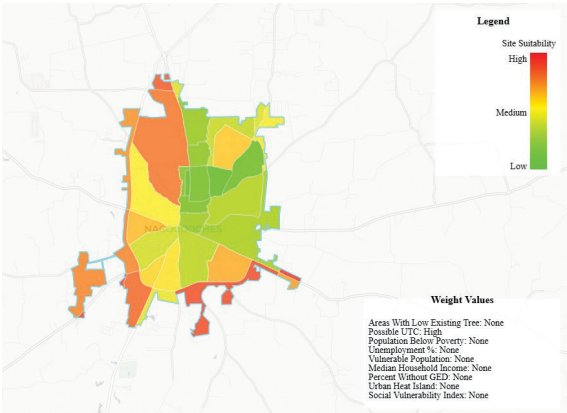 Legend
Site Suitability
High
Medium
Low
NACOGDOCHES
Weight Values
Areas With Low Existing Tree: None
Possible UTC: High
Population Below Poverty: None
Unemployment %: None
Vulnerable Population: None
Median Household Income: None
Percent Without GED: None
Urban Heat Island: None
Social Vulnerability Index: None